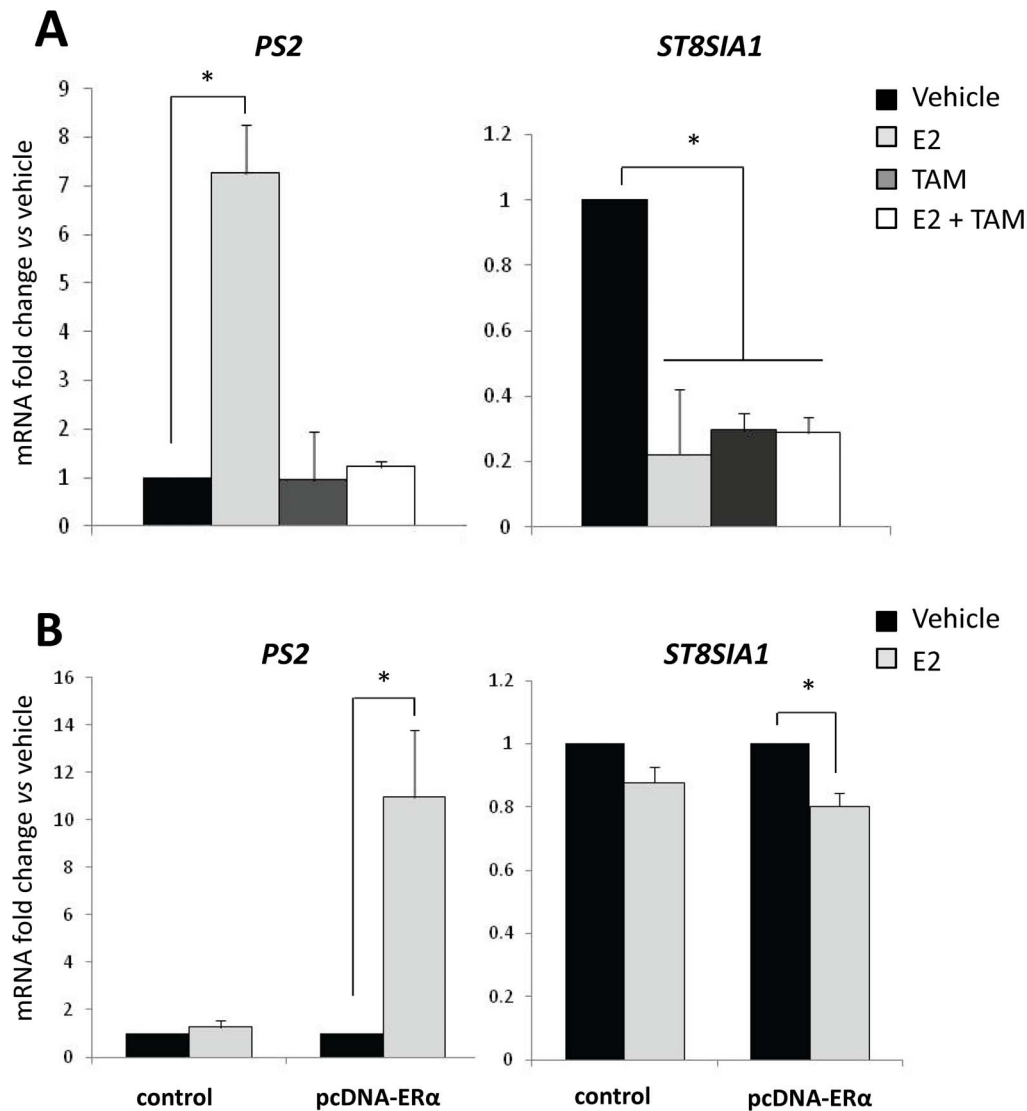 A
PS2
ST8SIA1
mRNA fold change vs vehicle
9
8
7
6
5
4
3
2
1
0
*
1.2
1
0.8
0.6
0.4
0.2
0
*
Vehicle
E2
TAM
E2 + TAM
B
PS2
ST8SIA1
mRNA fold change vs vehicle
16
14
12
10
8
6
4
2
0
*
control
pcDNA-ERα
1.2
1
0.8
0.6
0.4
0.2
0
*
control
pcDNA-ERα
Vehicle
E2